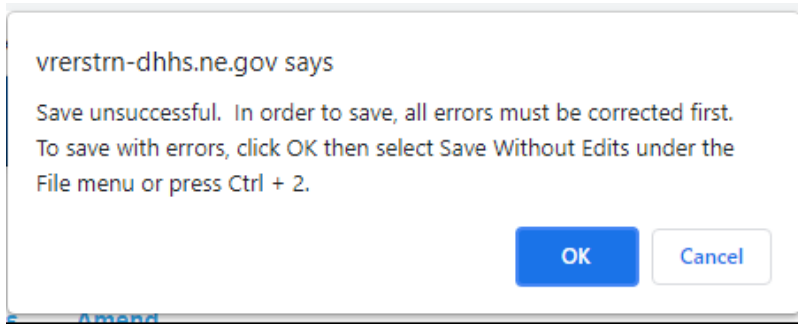 vrerstrn-dhhs.ne.gov says
Save unsuccessful.  In order to save, all errors must be corrected first.
To save with errors, click OK then select Save Without Edits under the
File menu or press Ctrl + 2.
OK Cancel
Amend